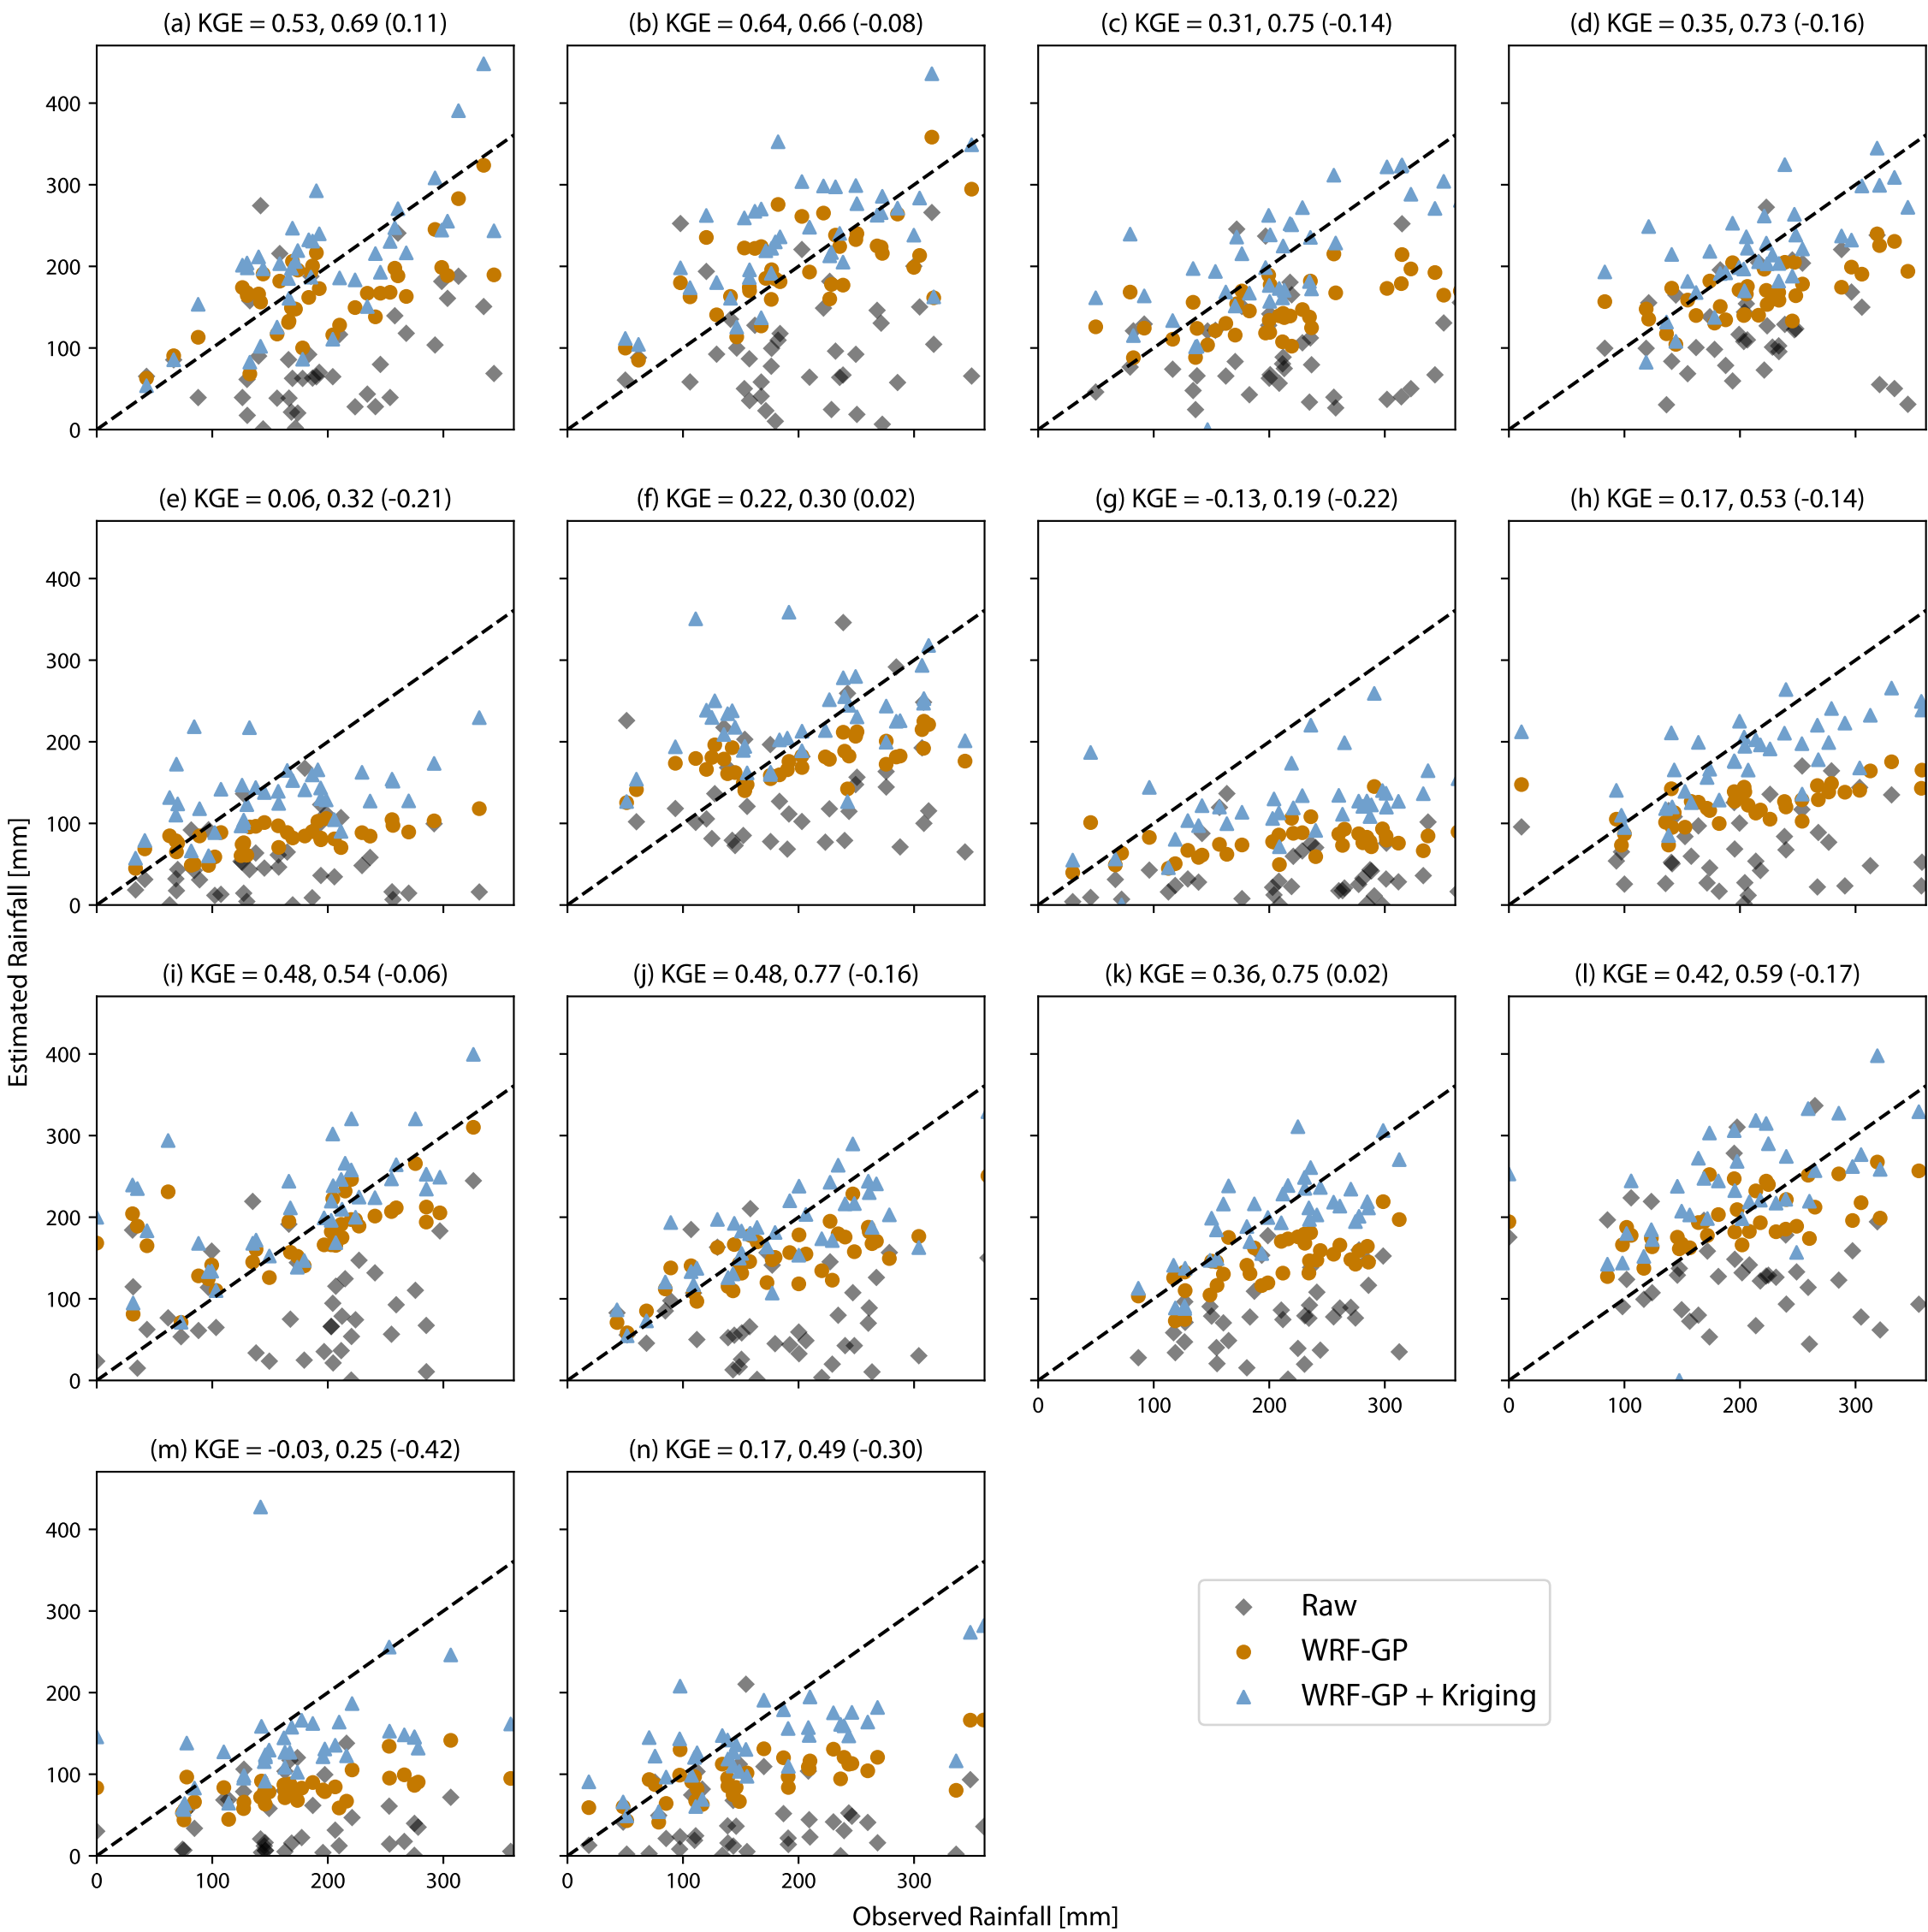 (a) KGE = 0.53, 0.69 (0.11)
(b) KGE = 0.64, 0.66 (-0.08)
(c) KGE = 0.31, 0.75 (-0.14)
(d) KGE = 0.35, 0.73 (-0.16)
400
300
200
100
0
0
100
200
300
(e) KGE = 0.06, 0.32 (-0.21)
(f) KGE = 0.22, 0.30 (0.02)
(g) KGE = -0.13, 0.19 (-0.22)
(h) KGE = 0.17, 0.53 (-0.14)
400
300
200
100
0
Estimated Rainfall [mm]
(i) KGE = 0.48, 0.54 (-0.06)
(j) KGE = 0.48, 0.77 (-0.16)
(k) KGE = 0.36, 0.75 (0.02)
(l) KGE = 0.42, 0.59 (-0.17)
400
300
200
100
0
0 100 200 300
0 100 200 300
(m) KGE = -0.03, 0.25 (-0.42)
(n) KGE = 0.17, 0.49 (-0.30)
400
300
200
100
0
0 100 200 300
0 100 200 300
Raw
WRF-GP
WRF-GP + Kriging
Observed Rainfall [mm]